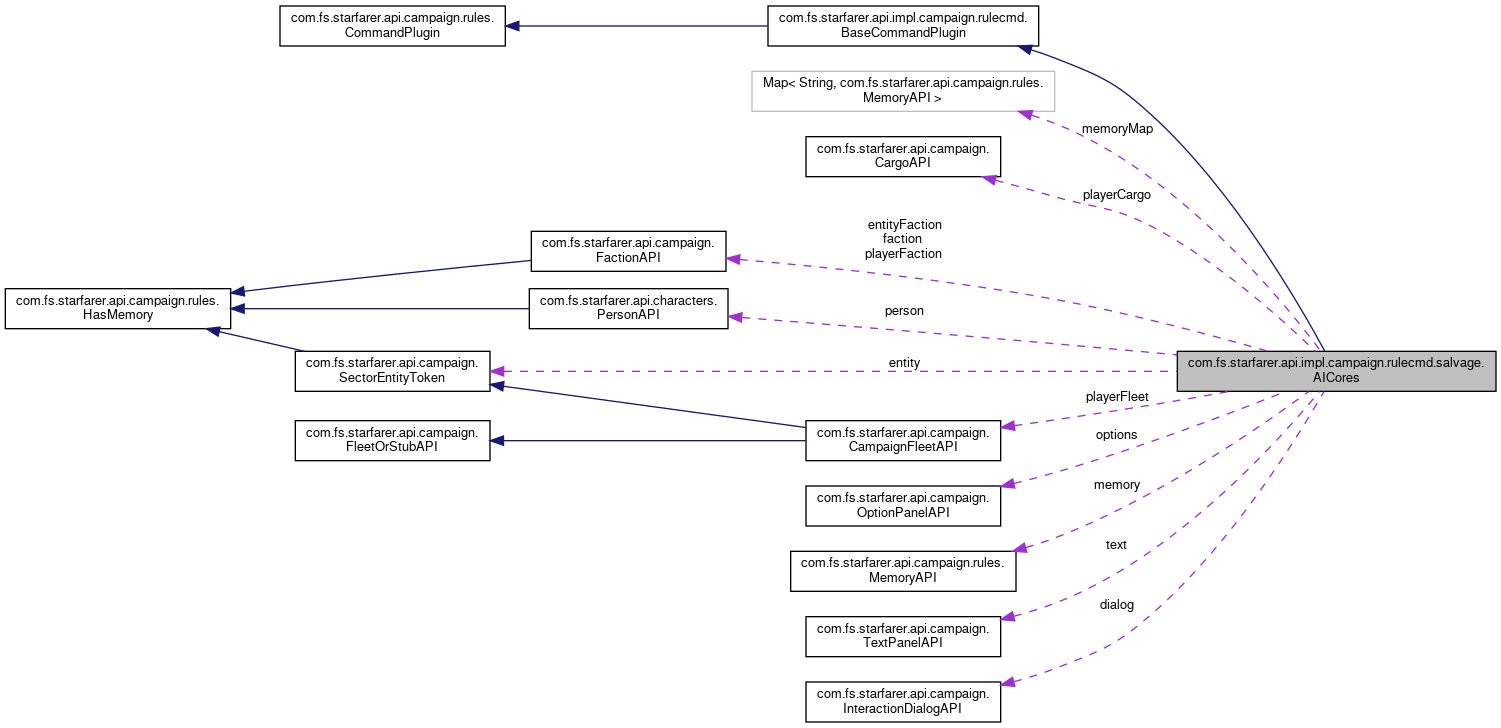 com.fs.starfarer.api.campaign.rules.
CommandPlugin
com.fs.starfarer.api.impl.campaign.rulecmd.
BaseCommandPlugin
Map< String, com.fs.starfarer.api.campaign.rules.
MemoryAPI >
memoryMap
com.fs.starfarer.api.campaign.
CargoAPI
playerCargo
entityFaction
faction
playerFaction
com.fs.starfarer.api.campaign.
FactionAPI
com.fs.starfarer.api.campaign.rules.
HasMemory
com.fs.starfarer.api.characters.
PersonAPI
person
com.fs.starfarer.api.campaign.
SectorEntityToken
entity
com.fs.starfarer.api.impl.campaign.rulecmd.salvage.
AICores
playerFleet
com.fs.starfarer.api.campaign.
FleetOrStubAPI
com.fs.starfarer.api.campaign.
CampaignFleetAPI
options
com.fs.starfarer.api.campaign.
OptionPanelAPI
memory
com.fs.starfarer.api.campaign.rules.
MemoryAPI
text
com.fs.starfarer.api.campaign.
TextPanelAPI
dialog
com.fs.starfarer.api.campaign.
InteractionDialogAPI